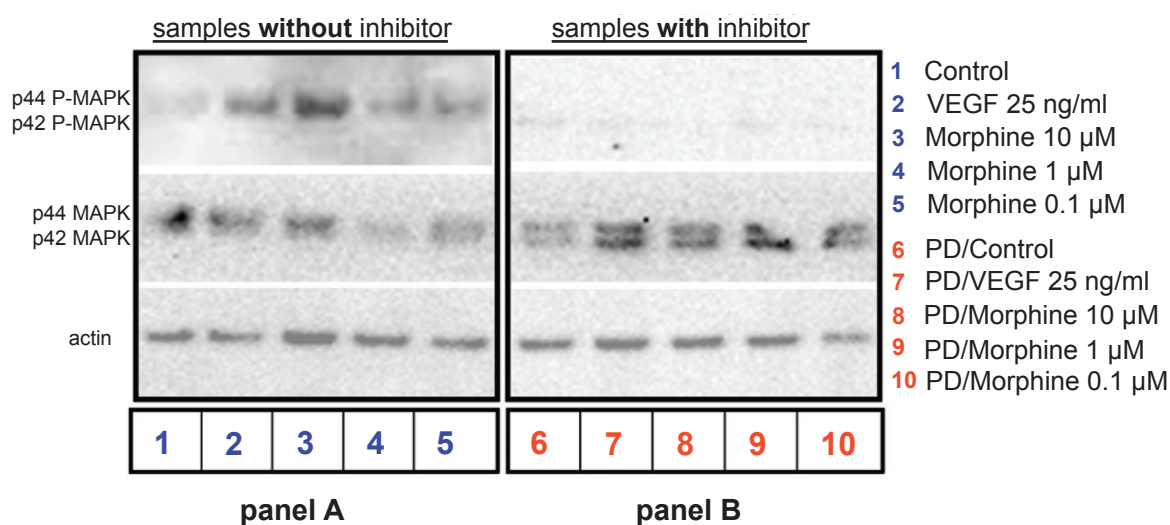 samples without inhibitor
samples with inhibitor
p44 P-MAPK
p42 P-MAPK
p44 MAPK
p42 MAPK
actin
1 Control
2 VEGF 25 ng/ml
3 Morphine 10 µM
4 Morphine 1 µM
5 Morphine 0.1 µM
6 PD/Control
7 PD/VEGF 25 ng/ml
8 PD/Morphine 10 µM
9 PD/Morphine 1 µM
10 PD/Morphine 0.1 µM
1 2 3 4 5
6 7 8 9 10
panel A
panel B